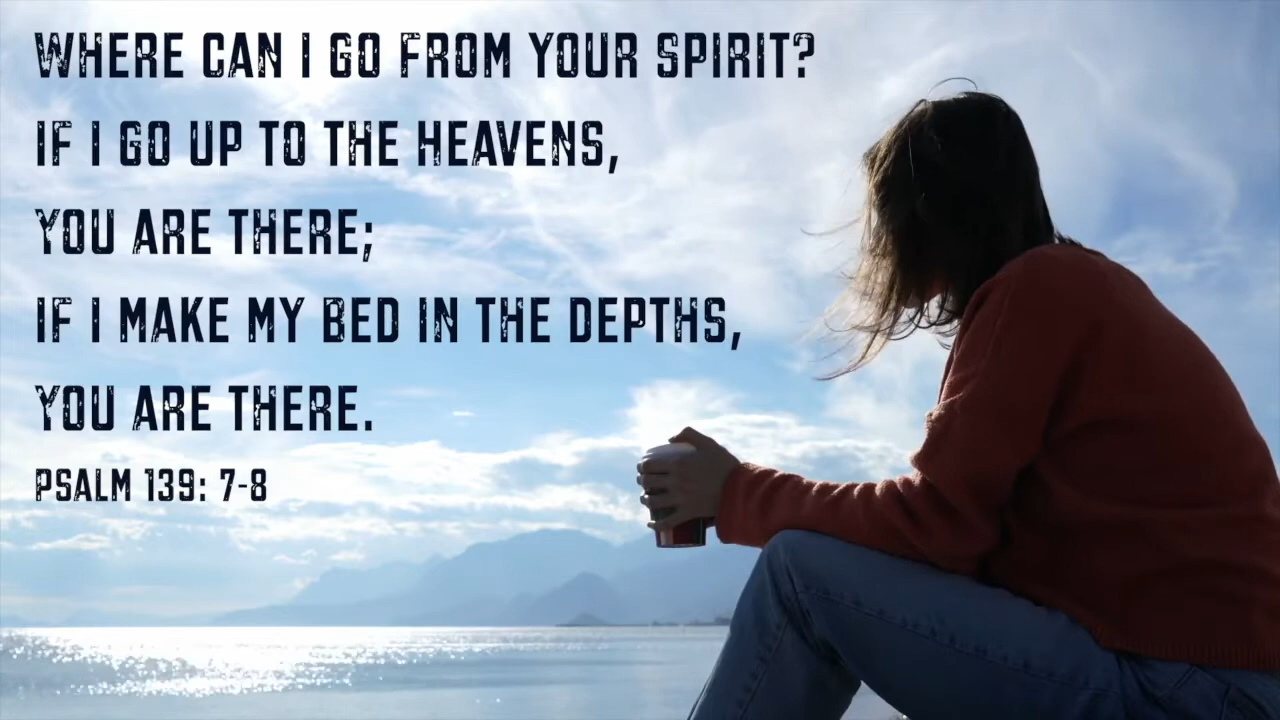 WHERE CAN I GO FROM YOUR SPIRIT?
IF I GO UP TO THE HEAVENS,
YOU ARE THERE;
IF I MAKE MY BED IN THE DEPTHS,
YOU ARE THERE.
PSALM 139: 7-8